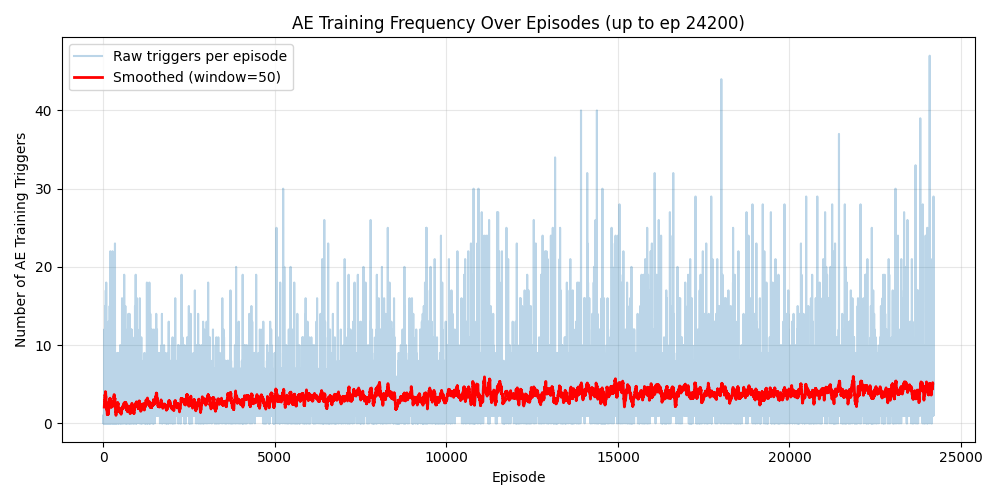 AE Training Frequency Over Episodes (up to ep 24200)
Raw triggers per episode
Smoothed (window=50)
Number of AE Training Triggers
40
30
20
10
0
0
5000
10000
15000
20000
25000
Episode